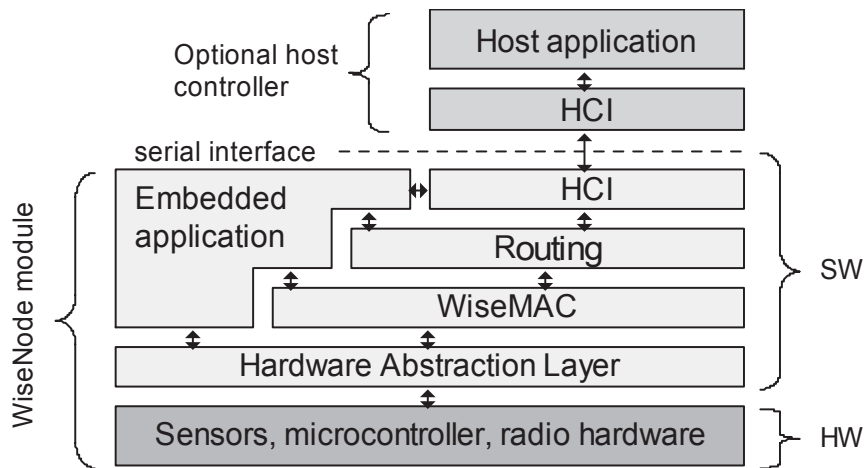 Optional host
controller
Host application
HCI
serial interface
WiseNode module
Embedded
application
HCI
Routing
WiseMAC
Hardware Abstraction Layer
SW
Sensors, microcontroller, radio hardware
HW